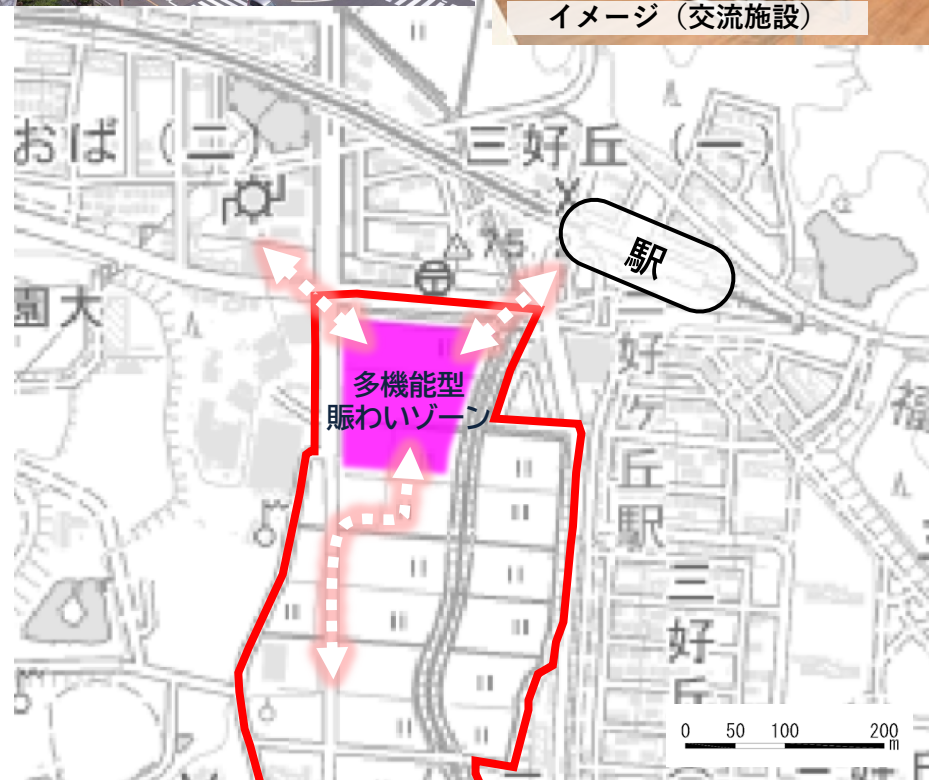 イメージ（交流施設）
おば（二）
三好丘（一）
駅
園大
多機能型
賑わいゾーン
三好ヶ丘駅
福
三好丘
0 50 100 200
m